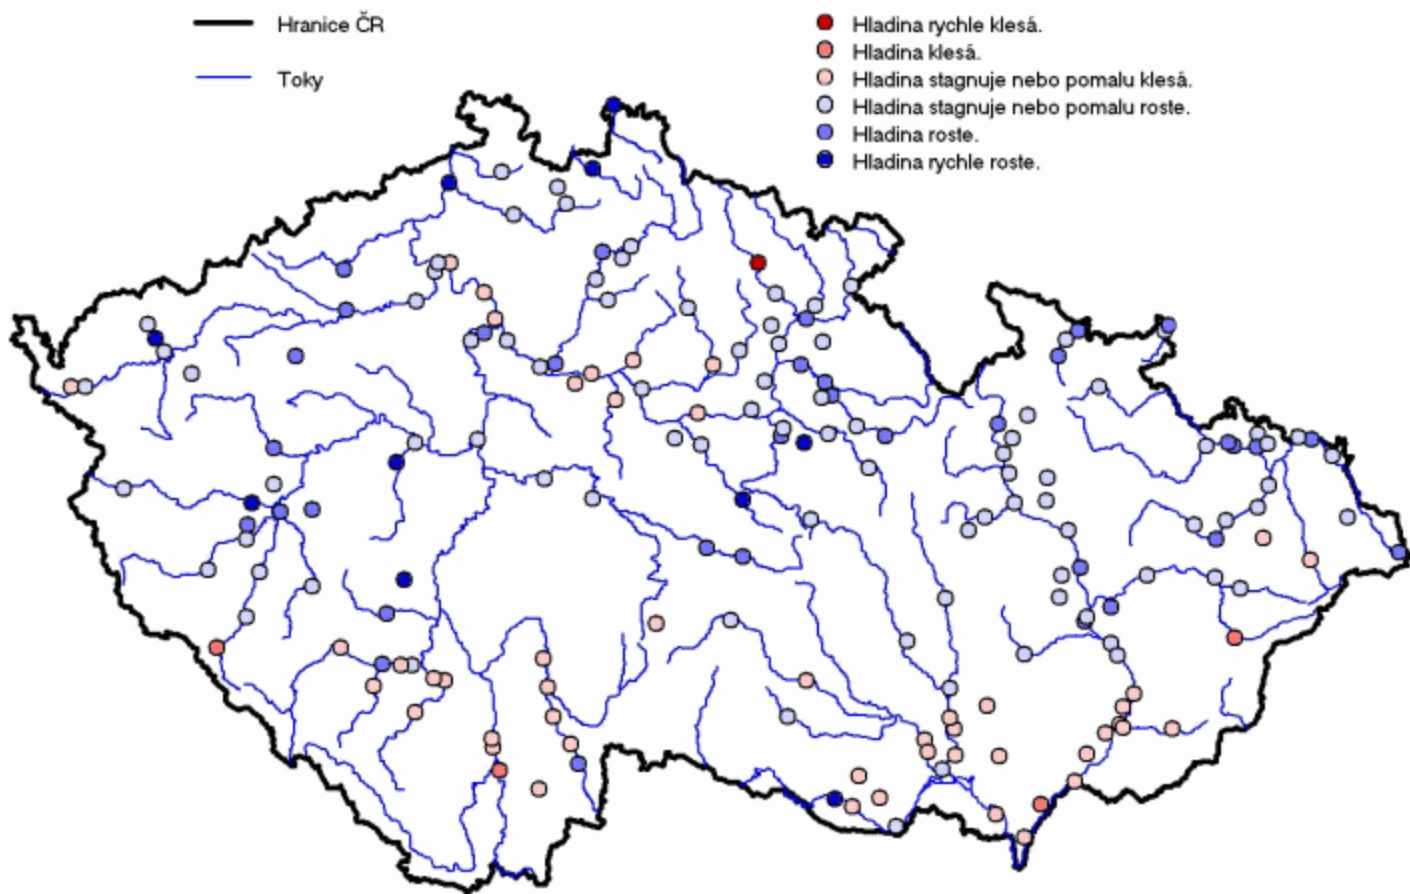 Hranice ČR
Toky
Hladina rychle klesá.
Hladina klesá.
Hladina stagnuje nebo pomalu klesá.
Hladina stagnuje nebo pomalu roste.
Hladina roste.
Hladina rychle roste.